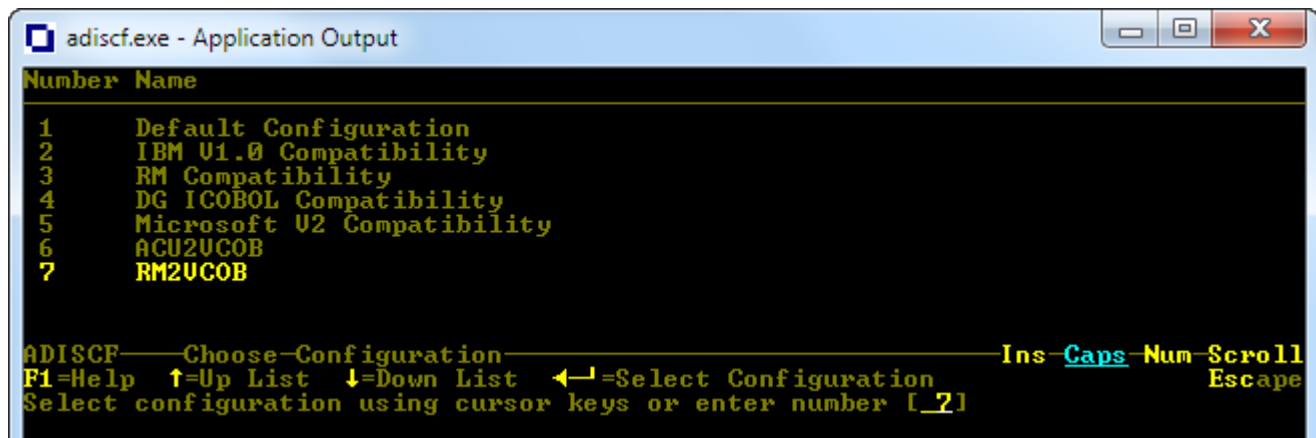 adiscf.exe - Application Output
Number Name
1 Default Configuration
2 IBM V1.0 Compatibility
3 RM Compatibility
4 DG ICOBOL Compatibility
5 Microsoft V2 Compatibility
6 ACU2VCOB
7 RM2VCOB
ADISCF Choose-Configuration Ins-Caps-Num-Scroll
F1=Help ↑=Up List ↓=Down List ◄┘=Select Configuration Escape
Select configuration using cursor keys or enter number [ 7]